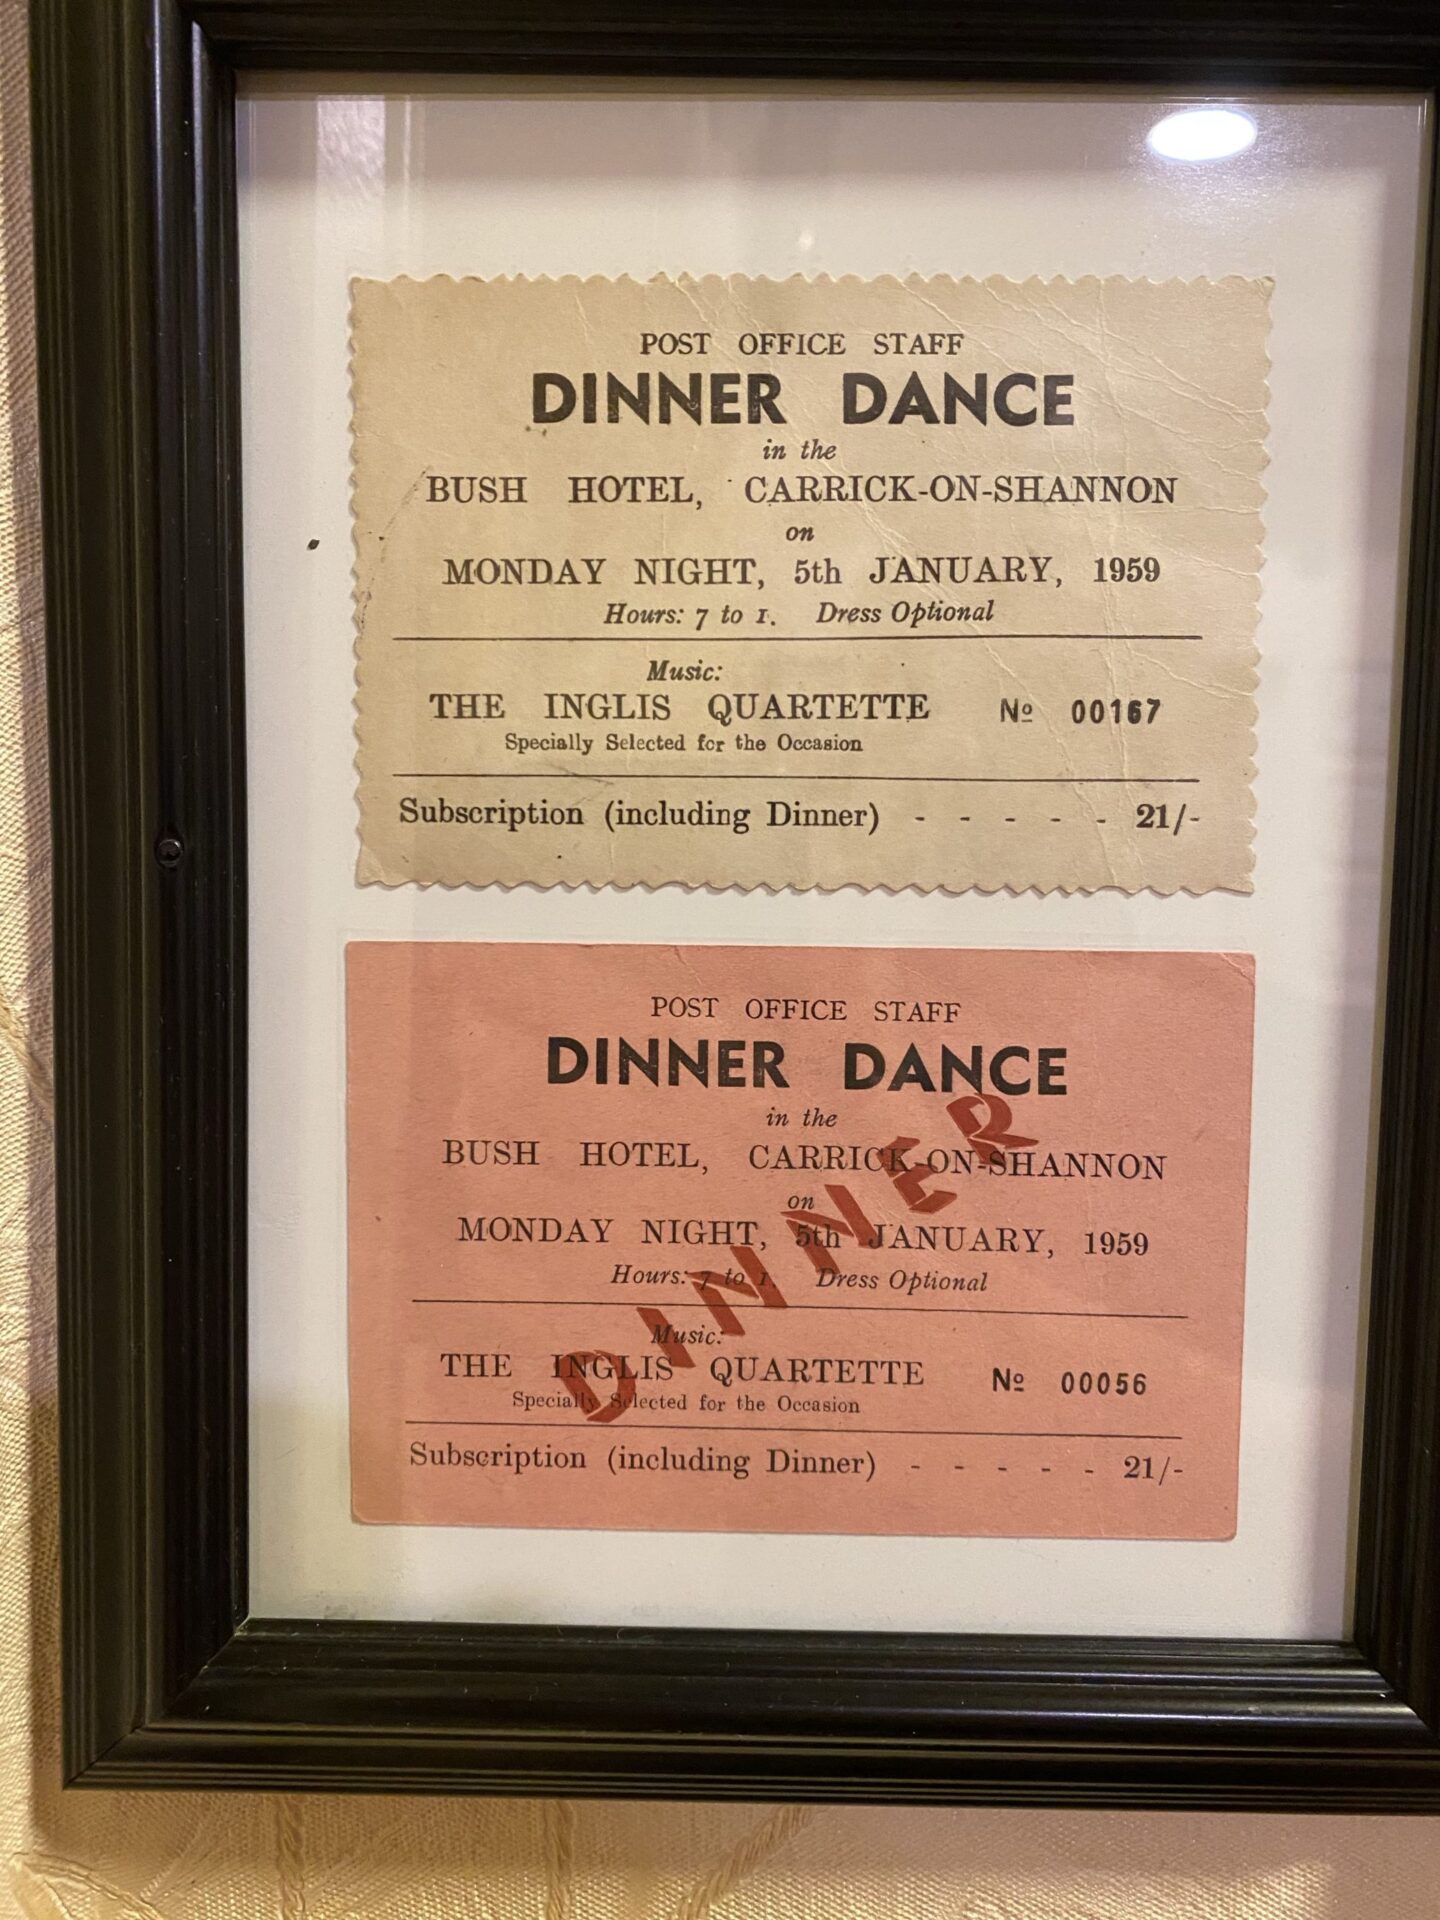 POST OFFICE STAFF
DINNER DANCE
in the
BUSH HOTEL, CARRICK-ON-SHANNON
on
MONDAY NIGHT, 5th JANUARY, 1959
Hours: 7 to 1. Dress Optional
Music:
THE INGLIS QUARTETTE Nº 00167
Specially Selected for the Occasion
Subscription (including Dinner) - - - - - 21/-
POST OFFICE STAFF
DINNER DANCE
in the
BUSH HOTEL, CARRICK-ON-SHANNON
on
MONDAY NIGHT, 5th JANUARY, 1959
Hours: 7 to 1. Dress Optional
Music:
THE INGLIS QUARTETTE Nº 00056
Specially Selected for the Occasion
Subscription (including Dinner) - - - - - 21/-
DINNER